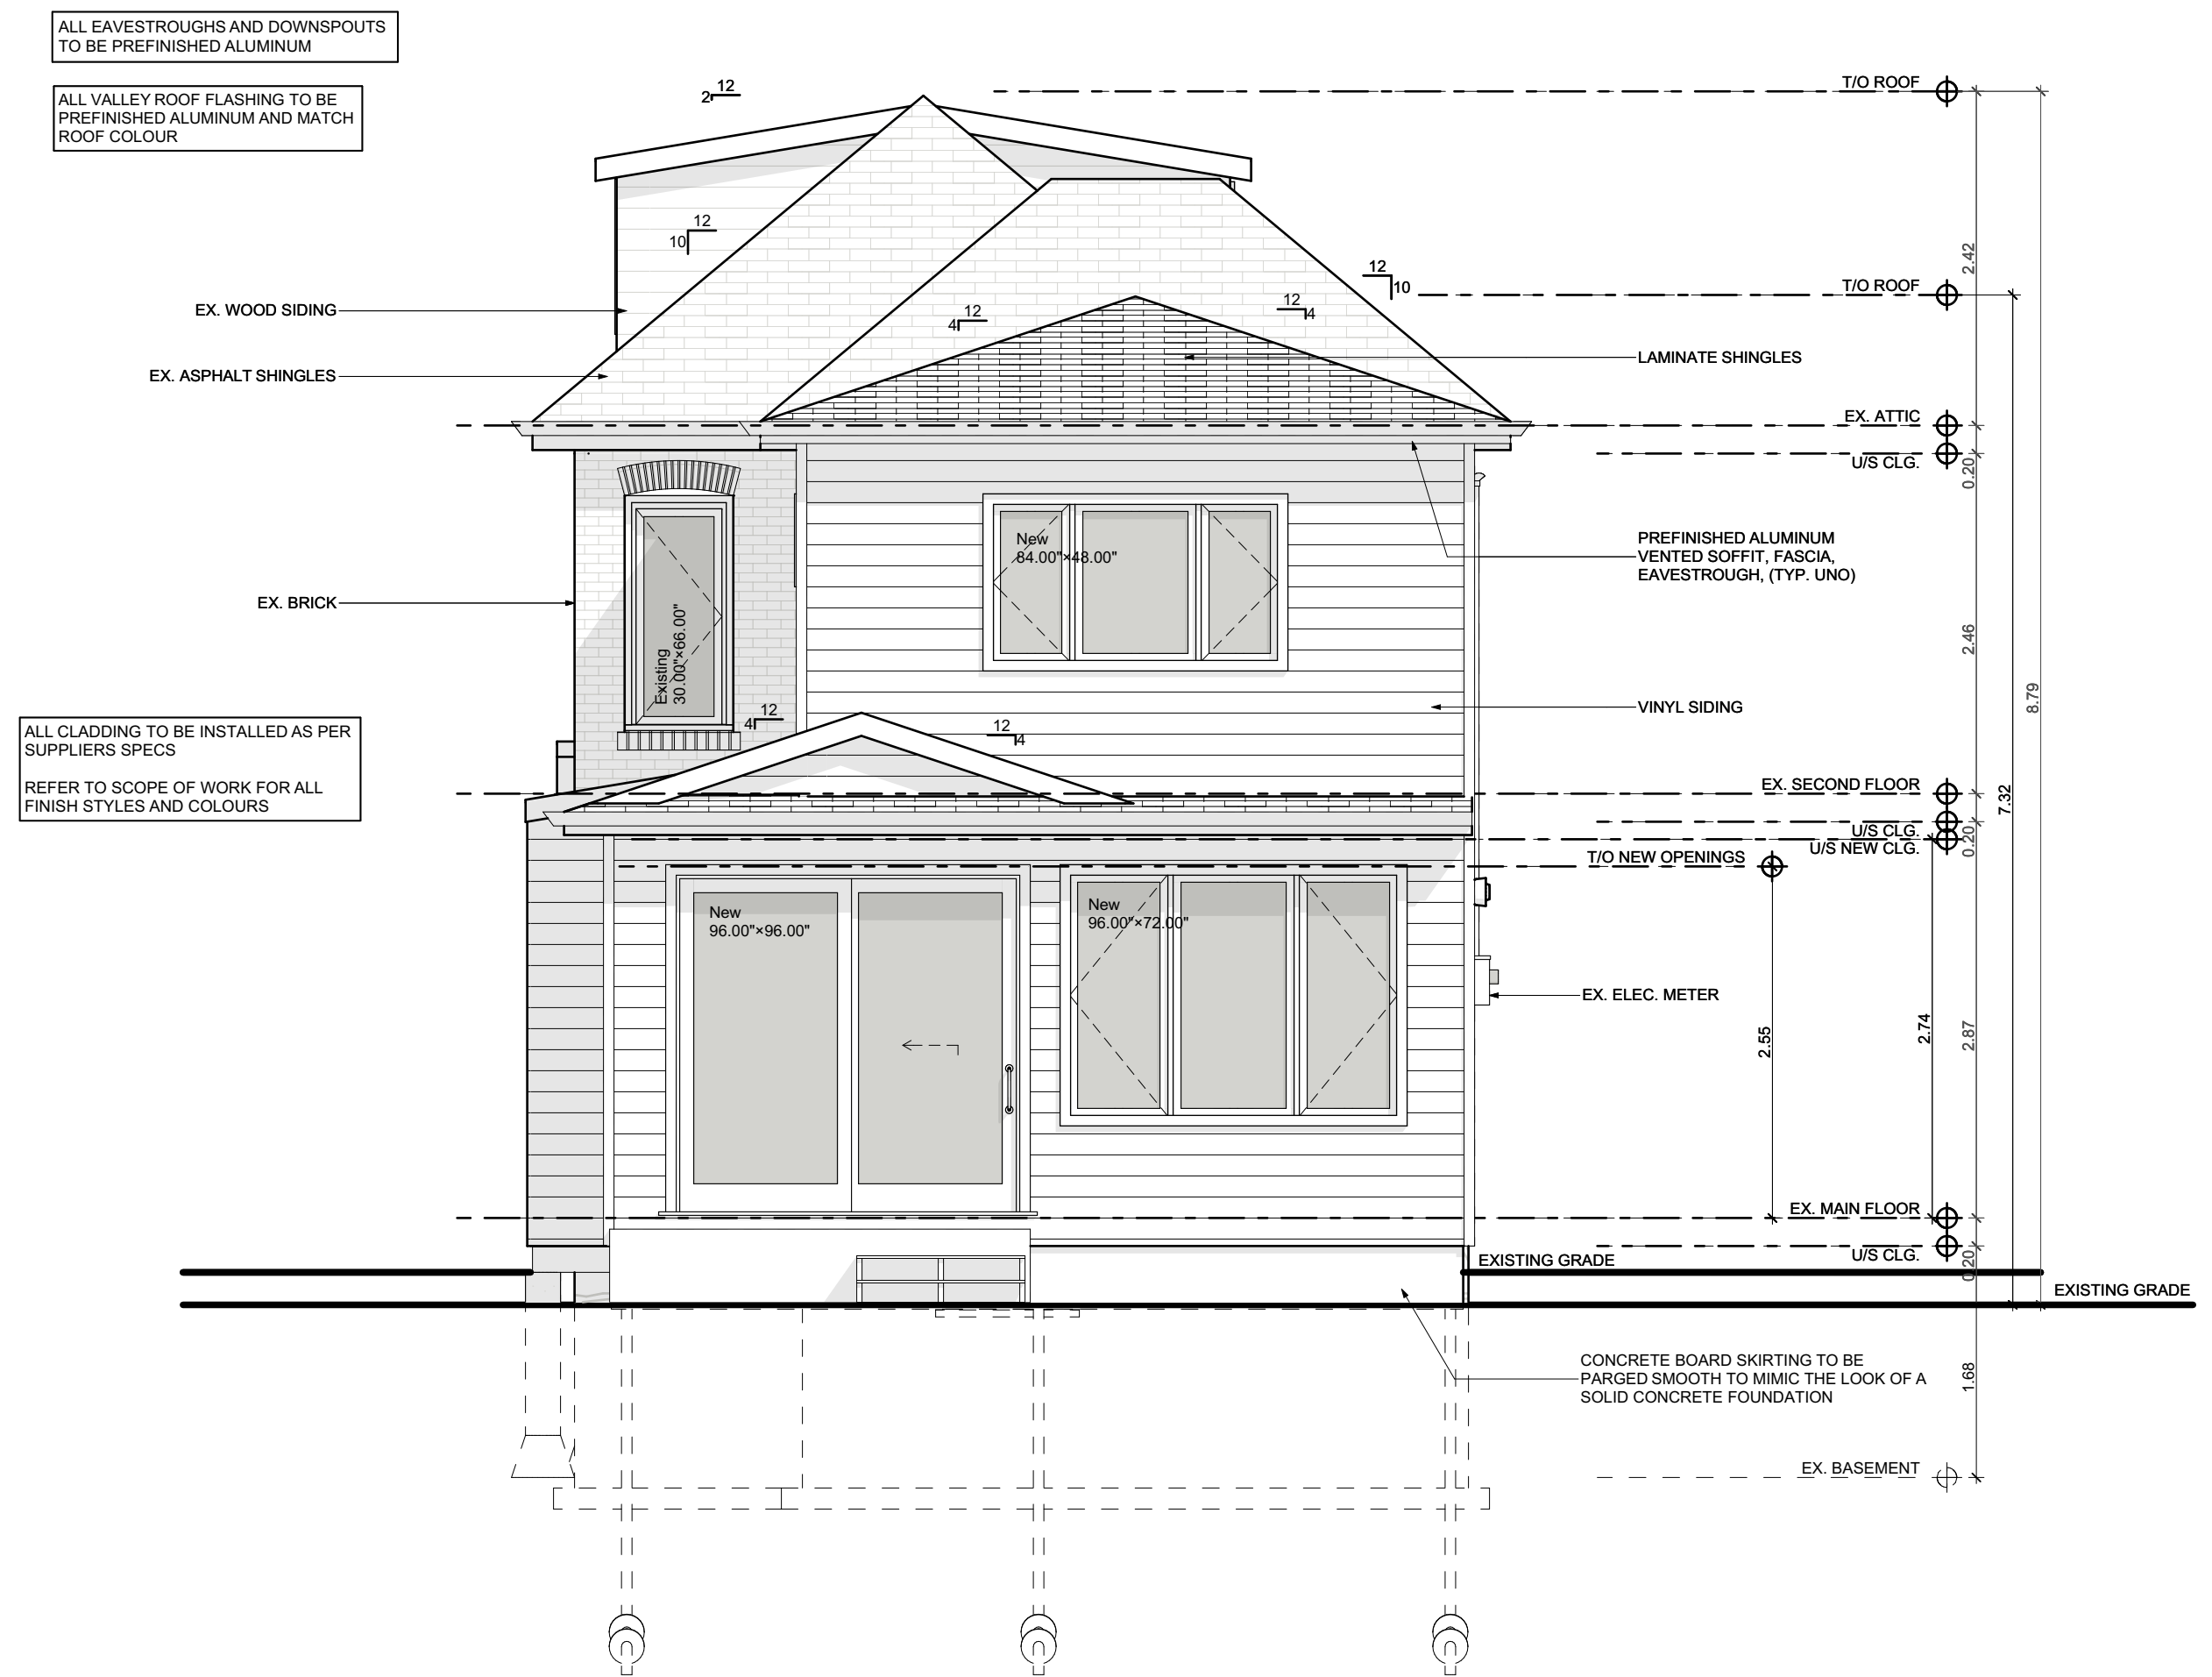 ALL EAVESTROUGHS AND DOWNSPOUTS
TO BE PREFINISHED ALUMINUM
ALL VALLEY ROOF FLASHING TO BE
PREFINISHED ALUMINUM AND MATCH
ROOF COLOUR
12
2
T/O ROOF
12
10
2.42
12
10
T/O ROOF
12
4
12
4
EX. WOOD SIDING
LAMINATE SHINGLES
EX. ASPHALT SHINGLES
EX. ATTIC
U/S CLG.
0.20
New
84.00"×48.00"
PREFINISHED ALUMINUM
VENTED SOFFIT, FASCIA,
EAVESTROUGH, (TYP. UNO)
EX. BRICK
Existing
30.00"×66.00"
2.46
8.79
VINYL SIDING
12
4
12
4
ALL CLADDING TO BE INSTALLED AS PER
SUPPLIERS SPECS
REFER TO SCOPE OF WORK FOR ALL
FINISH STYLES AND COLOURS
EX. SECOND FLOOR
7.32
U/S CLG.
0.20
U/S NEW CLG.
T/O NEW OPENINGS
New
96.00"×96.00"
New
96.00"×72.00"
EX. ELEC. METER
2.55
2.74
2.87
EX. MAIN FLOOR
U/S CLG.
0.20
EXISTING GRADE
EXISTING GRADE
CONCRETE BOARD SKIRTING TO BE
PARGED SMOOTH TO MIMIC THE LOOK OF A
SOLID CONCRETE FOUNDATION
1.68
EX. BASEMENT